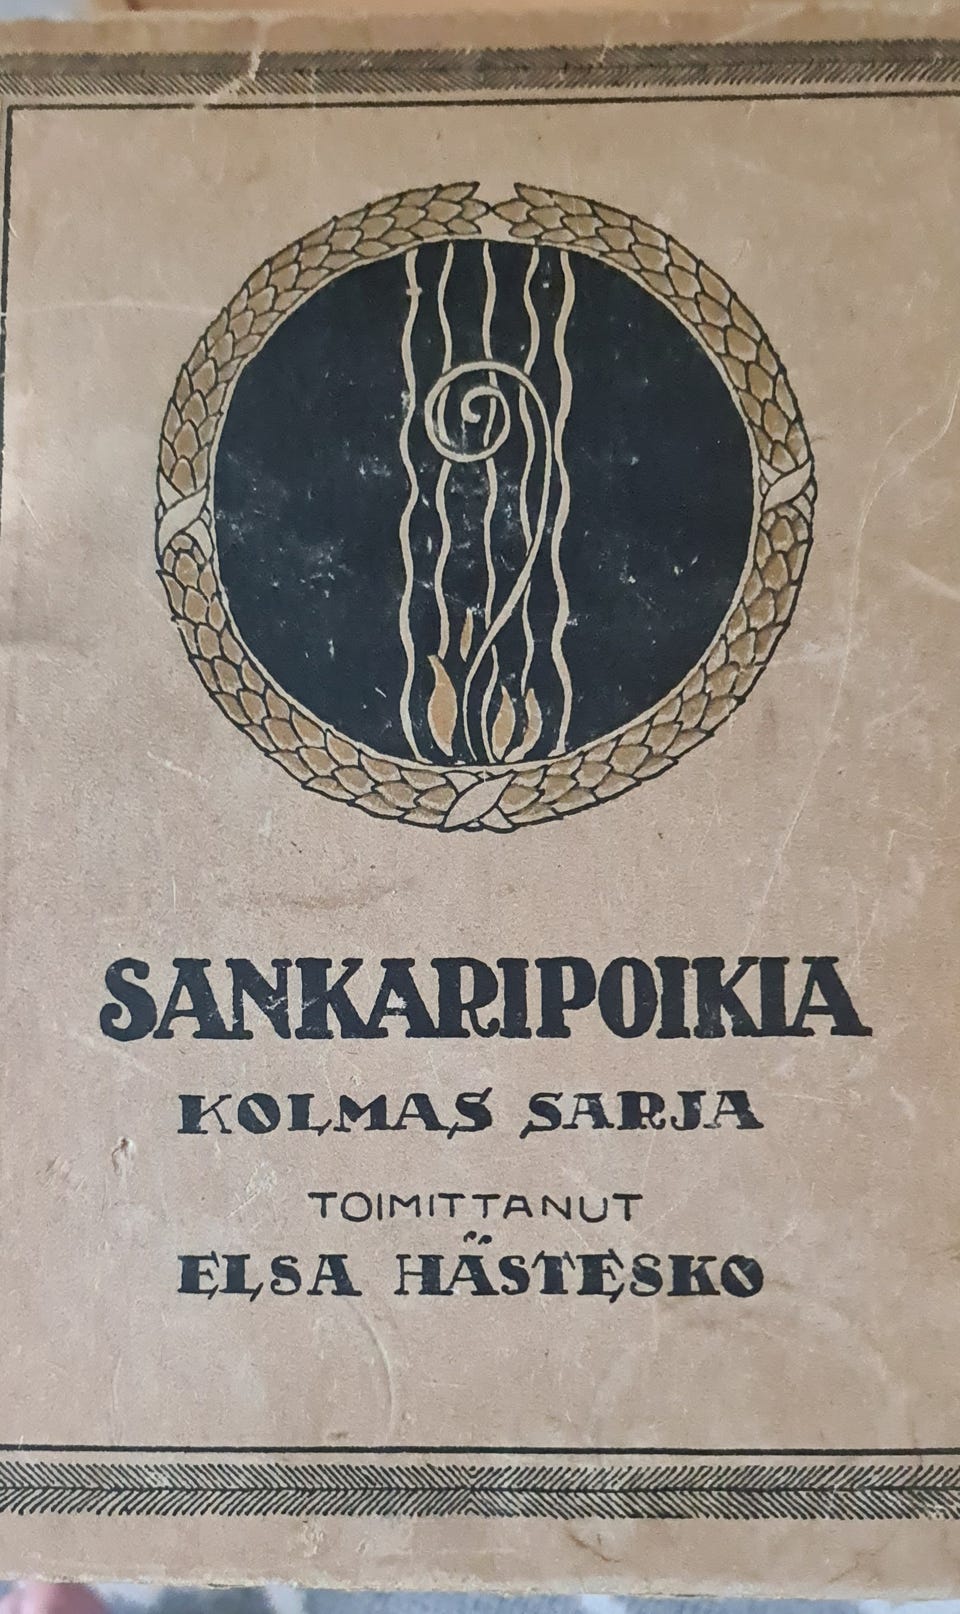 SANKARIPOIKIA
KOLMAS SARJA
TOIMITTANUT
ELSA HÄSTESKO